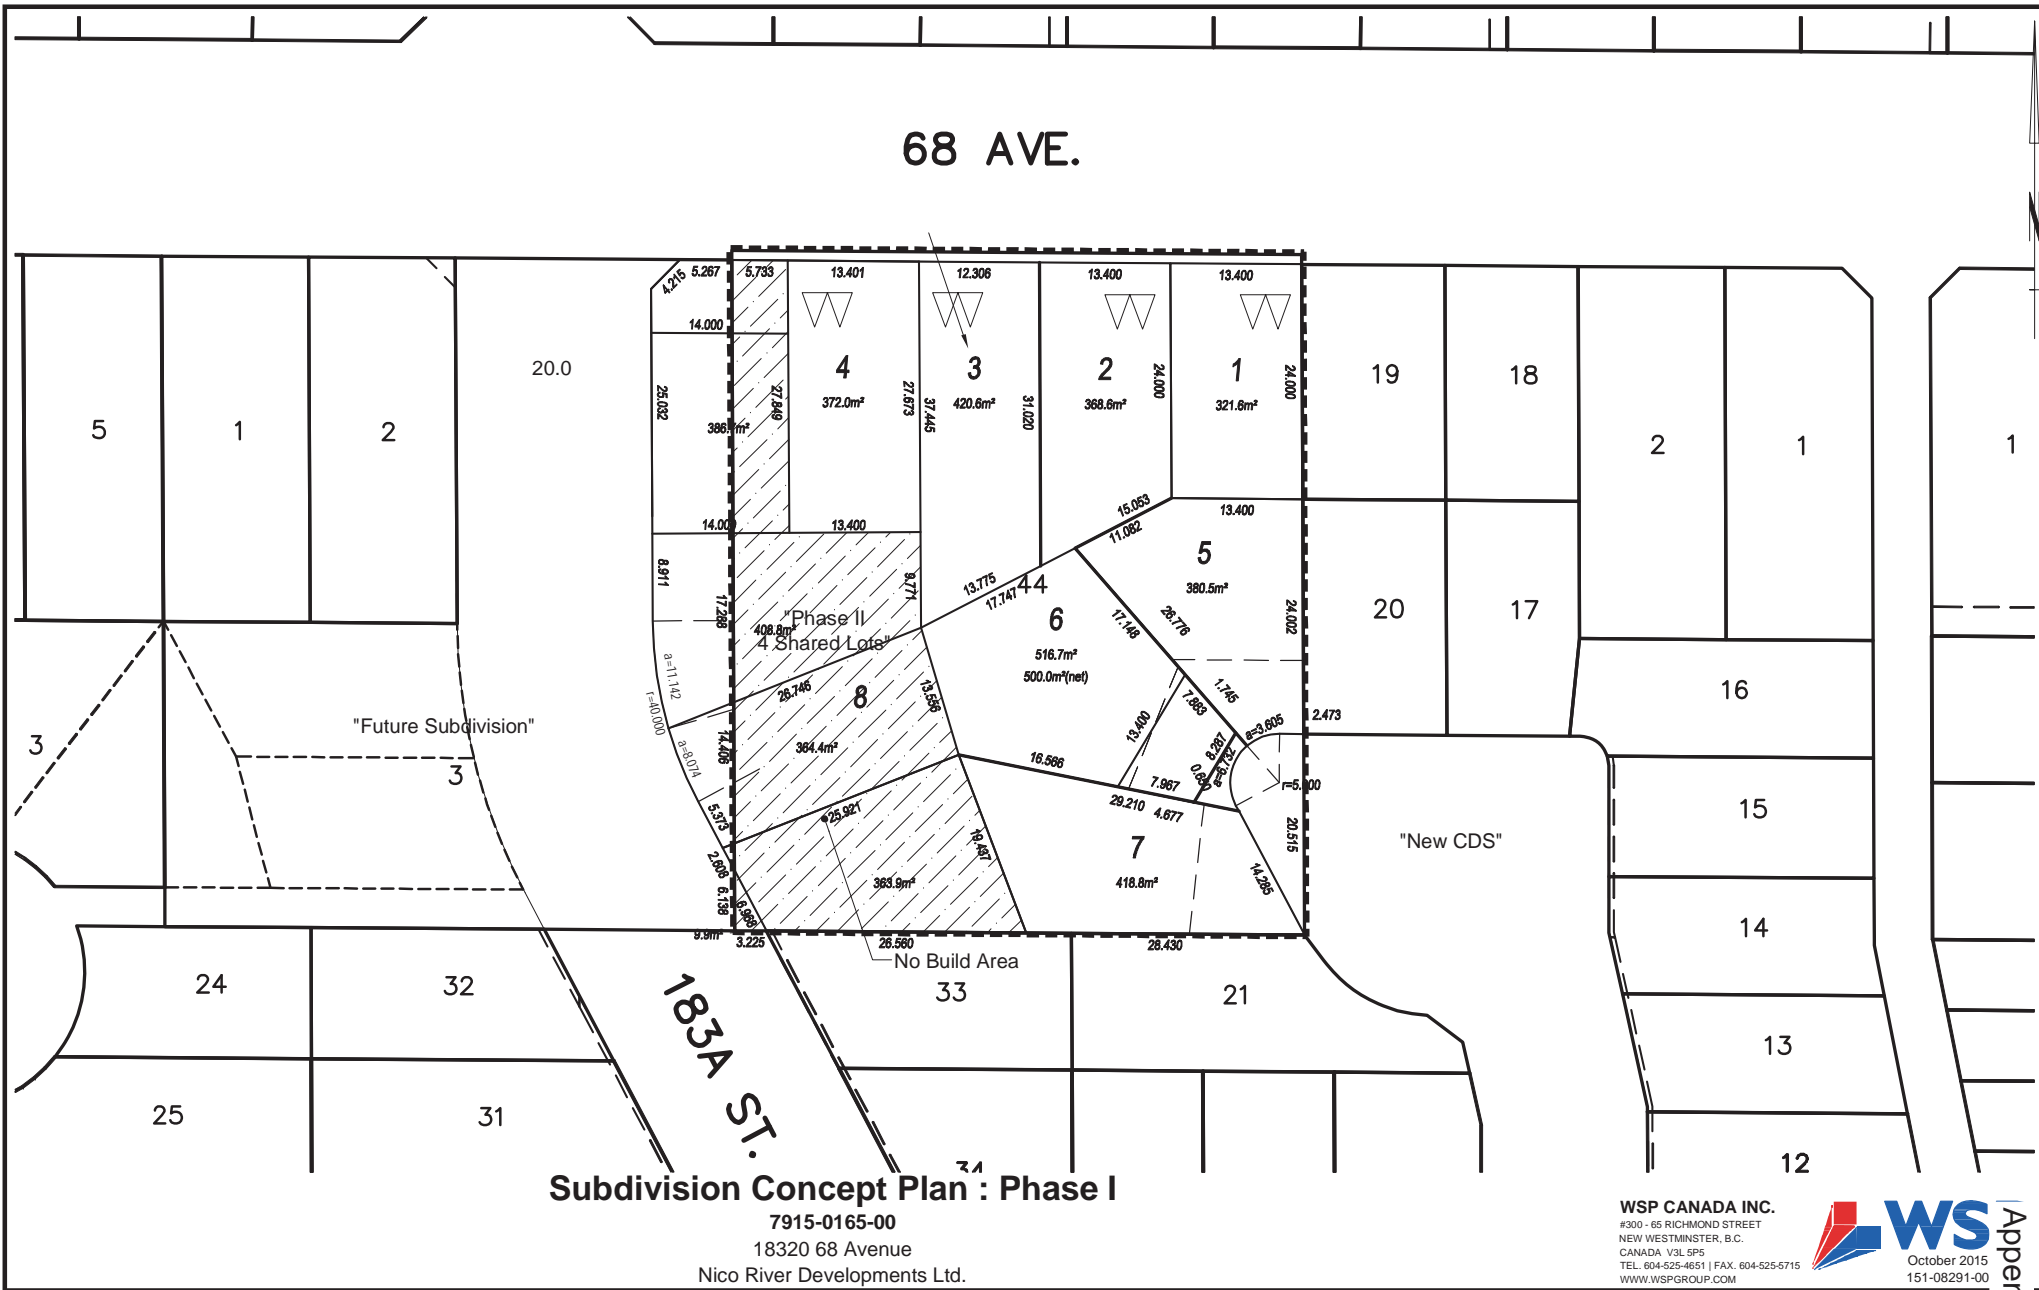 68 AVE.
4.215
5.267
5.733
13.401
12.306
13.400
13.400
14.000
20.0
4
372.0m²
3
420.6m²
2
368.6m²
1
321.6m²
24.000
24.000
25.032
27.849
27.673
37.445
31.020
19
18
2
1
1
5
1
2
14.000
13.400
15.053
11.082
13.400
5
380.5m²
8.911
17.288
9.771
13.775
17.747
44
24.002
20
17
"Phase II
4 Shared Lots"
408.8m²
6
516.7m²
500.0m²(net)
17.148
26.776
a=11.142
r=40.000
26.746
8
364.4m²
13.556
1.745
7.883
13.400
8.287
a=3.605
a=6.732
2.473
16
"Future Subdivision"
3
3
14.406
a=8.074
16.566
7.967
r=5.
29.210
4.677
15
5.373
25.921
19.437
7
418.8m²
20.515
14.285
"New CDS"
2.608
6.138
6.968
363.9m²
14
9.9m²
3.225
26.560
28.430
No Build Area
24
32
33
21
13
183A ST.
25
31
34
12
Subdivision Concept Plan : Phase I
7915-0165-00
18320 68 Avenue
Nico River Developments Ltd.
WSP CANADA INC.
#300 - 65 RICHMOND STREET
NEW WESTMINSTER, B.C.
CANADA V3L 5P5
TEL. 604-525-4651 | FAX. 604-525-5715
WWW.WSPGROUP.COM
WS
October 2015
151-08291-00
Apper